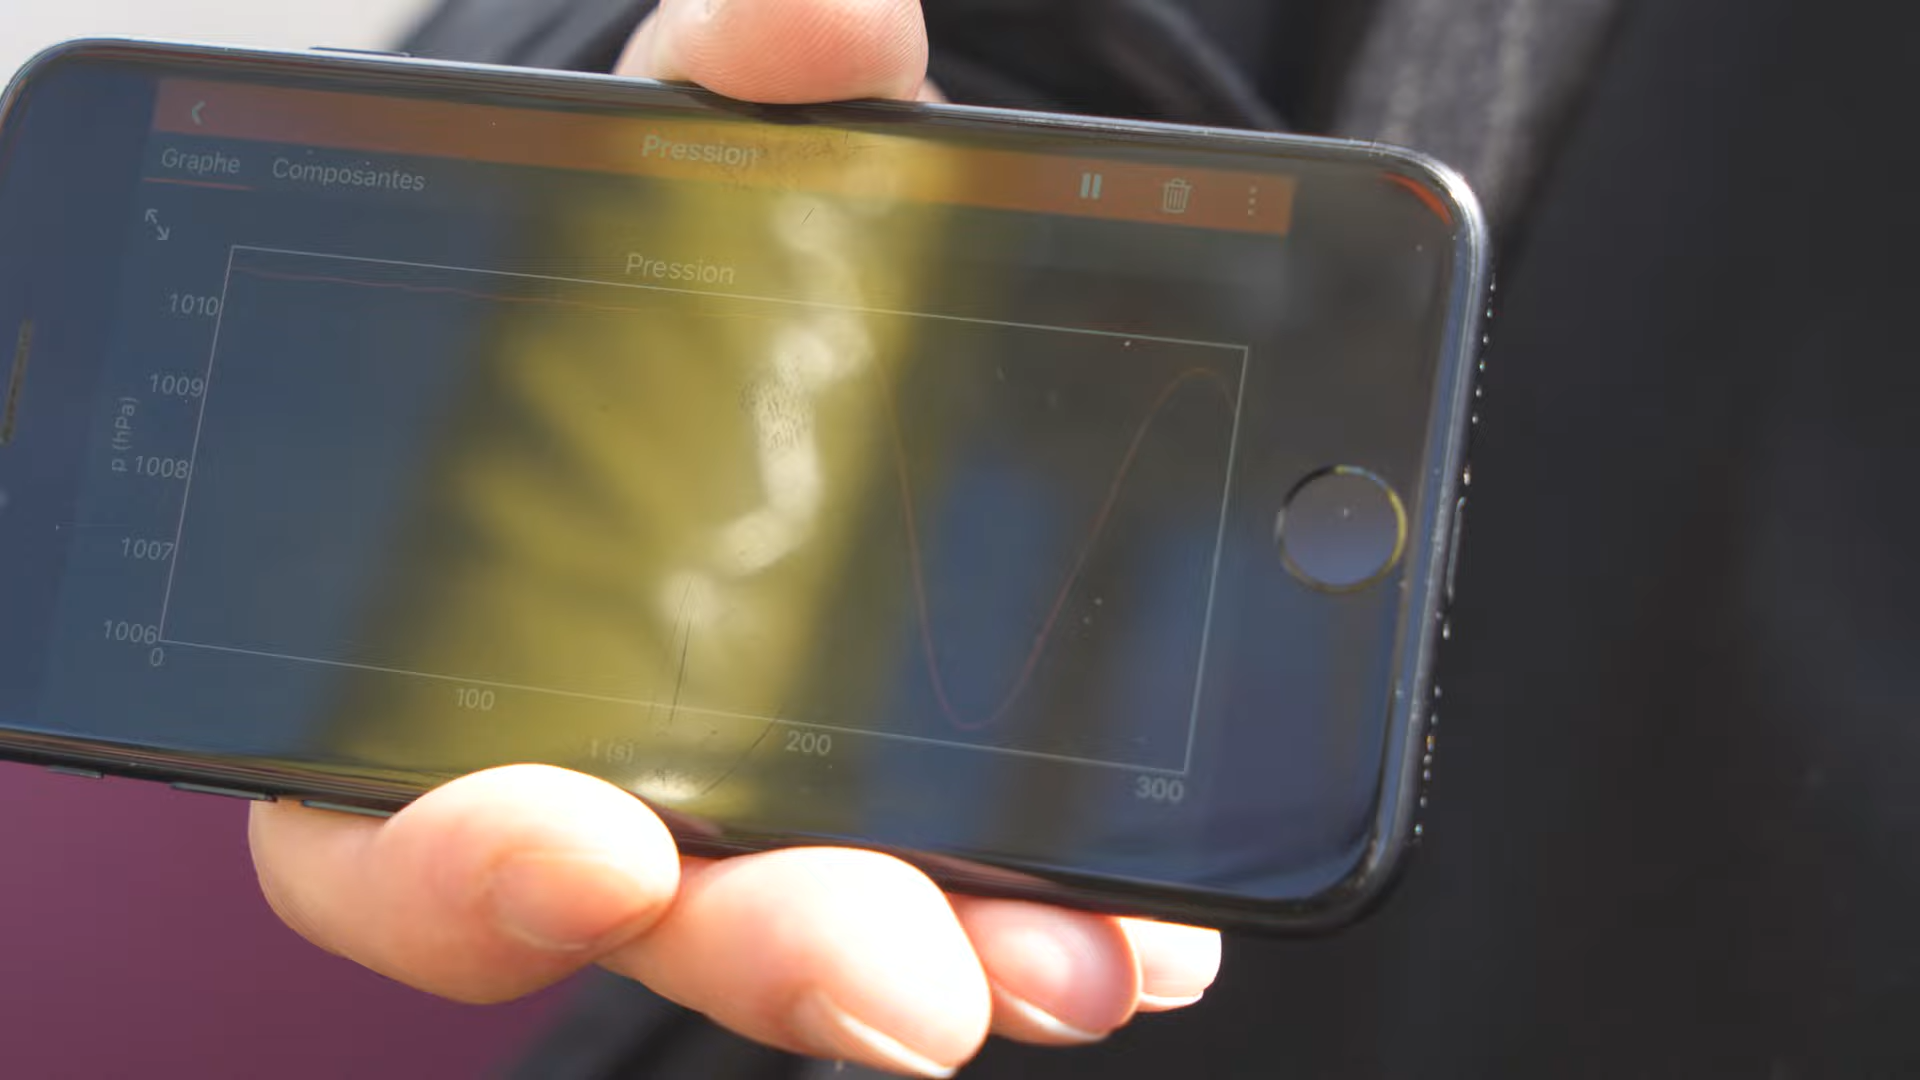 Pression
Graphe Composantes
Pression
1010
1009
1008
1007
1006
p (hPa)
0 100 200 300
t (s)